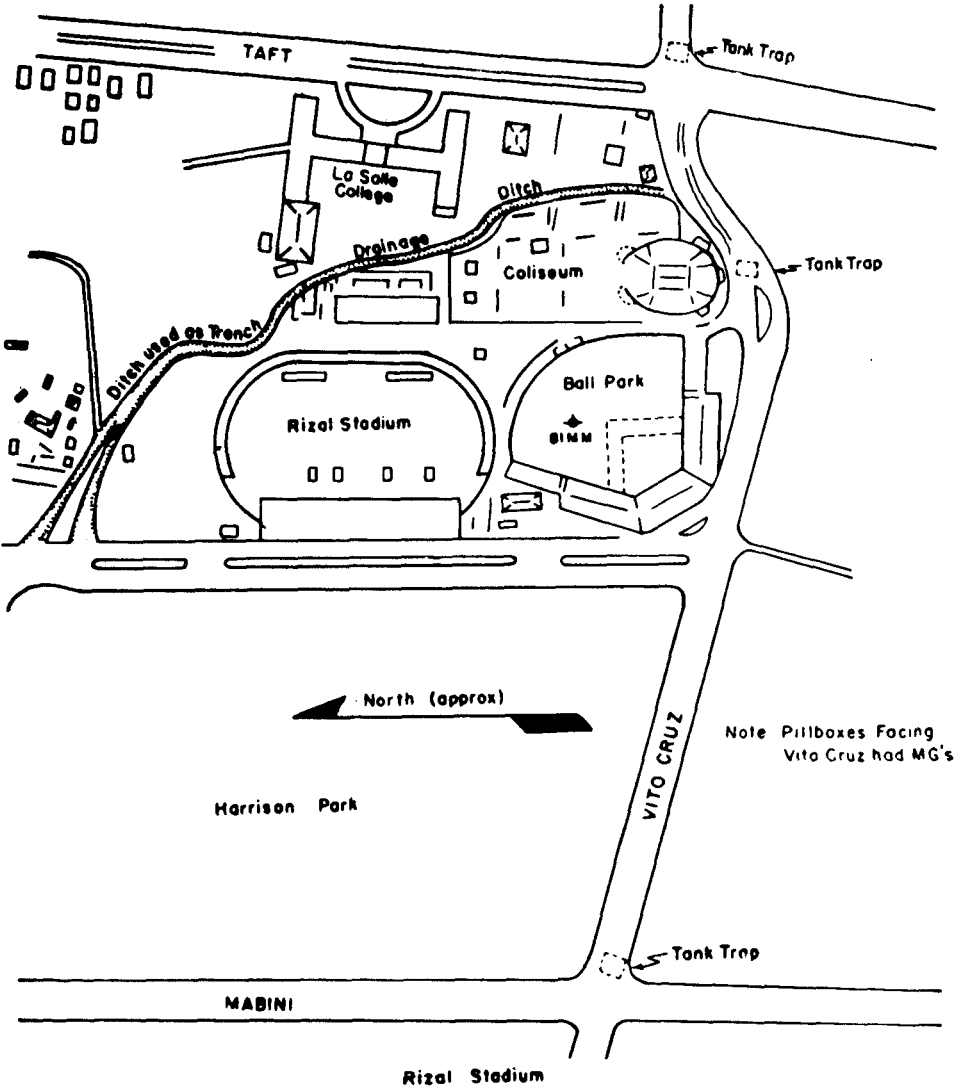 Tank Trap
TAFT
La Salle
College
Ditch
Drainage
Coliseum
Tank Trap
Ditch used as Trench
Ball Park
81MM
Rizal Stadium
North (approx)
Note Pillboxes Facing
Vito Cruz had MG's
VITO CRUZ
Harrison Park
Tank Trap
MABINI
Rizal Stadium